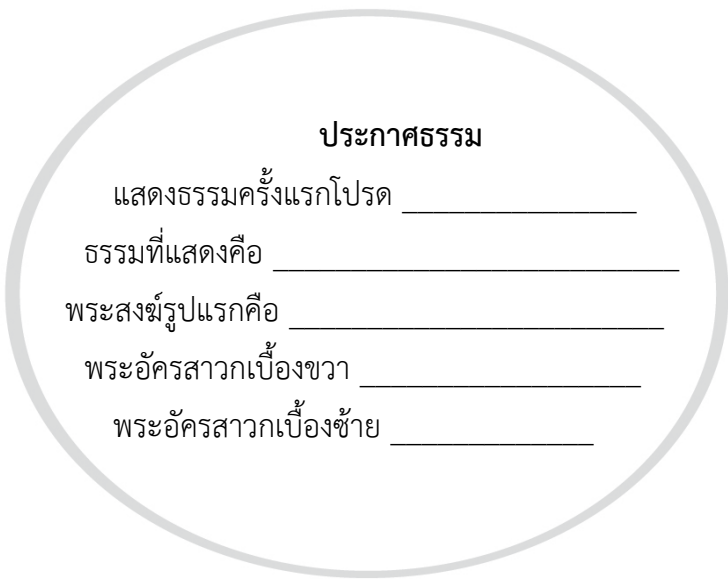 ประกาศธรรม
แสดงธรรมครั้งแรกโปรด _______________
ธรรมที่แสดงคือ __________________________
พระสงฆ์รูปแรกคือ ________________________
พระอัครสาวกเบื้องขวา __________________
พระอัครสาวกเบื้องซ้าย _____________